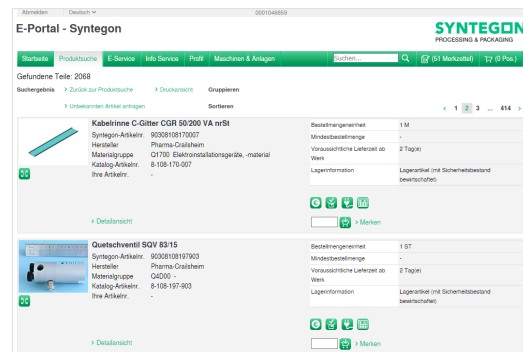 Abmelden Deutsch 0001046859
E-Portal - Syntegon
SYNTEGON
PROCESSING & PACKAGING
Startseite Produktsuche E-Service Info Service Profil Maschinen & Anlagen Suchen... (51 Merkzettel) (0 Pos.)
Gefundene Teile: 2068
Suchergebnis > Zurück zur Produktsuche > Druckansicht Gruppieren
> Unbekannten Artikel anfragen Sortieren
< 1 2 3 ... 414 >
Kabelrinne C-Gitter CGR 50/200 VA nrSt
Syntegon-Artikelnr. 90308108170007
Hersteller Pharma-Crailsheim
Materialgruppe Q1700 Elektroinstallationsgeräte, -material
Katalog-Artikelnr. 8-108-170-007
Ihre Artikelnr. -
Bestellmengeneinheit 1 M
Mindestbestellmenge -
Voraussichtliche Lieferzeit ab Werk 2 Tag(e)
Lagerinformation Lagerartikel (mit Sicherheitsbestand bewirtschaftet)
> Detailansicht > Merken
Quetschventil SQV 83/15
Syntegon-Artikelnr. 90308108197903
Hersteller Pharma-Crailsheim
Materialgruppe Q4D00 -
Katalog-Artikelnr. 8-108-197-903
Ihre Artikelnr. -
Bestellmengeneinheit 1 ST
Mindestbestellmenge -
Voraussichtliche Lieferzeit ab Werk 2 Tag(e)
Lagerinformation Lagerartikel (mit Sicherheitsbestand bewirtschaftet)
> Detailansicht > Merken